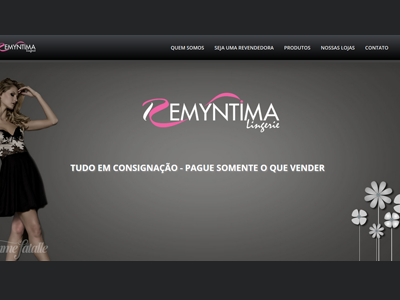 REMYNTIMA
Lingerie
QUEM SOMOS SEJA UMA REVENDEDORA PRODUTOS NOSSAS LOJAS CONTATO
REMYNTIMA
Lingerie
TUDO EM CONSIGNAÇÃO - PAGUE SOMENTE O QUE VENDER